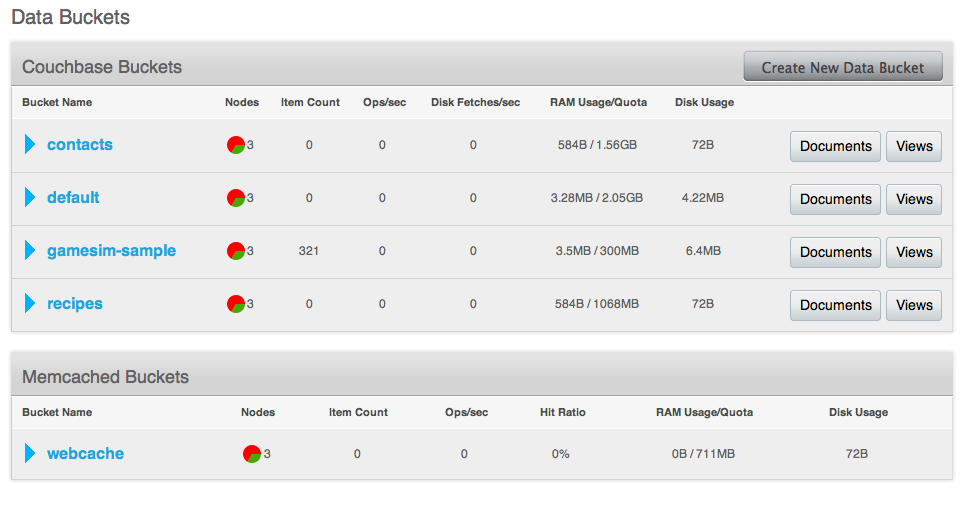 Data Buckets
Couchbase Buckets Create New Data Bucket
Bucket Name Nodes Item Count Ops/sec Disk Fetches/sec RAM Usage/Quota Disk Usage
contacts 3 0 0 0 584B / 1.56GB 72B Documents Views
default 3 0 0 0 3.28MB / 2.05GB 4.22MB Documents Views
gamesim-sample 3 321 0 0 3.5MB / 300MB 6.4MB Documents Views
recipes 3 0 0 0 584B / 1068MB 72B Documents Views
Memcached Buckets
Bucket Name Nodes Item Count Ops/sec Hit Ratio RAM Usage/Quota Disk Usage
webcache 3 0 0 0% 0B / 711MB 72B